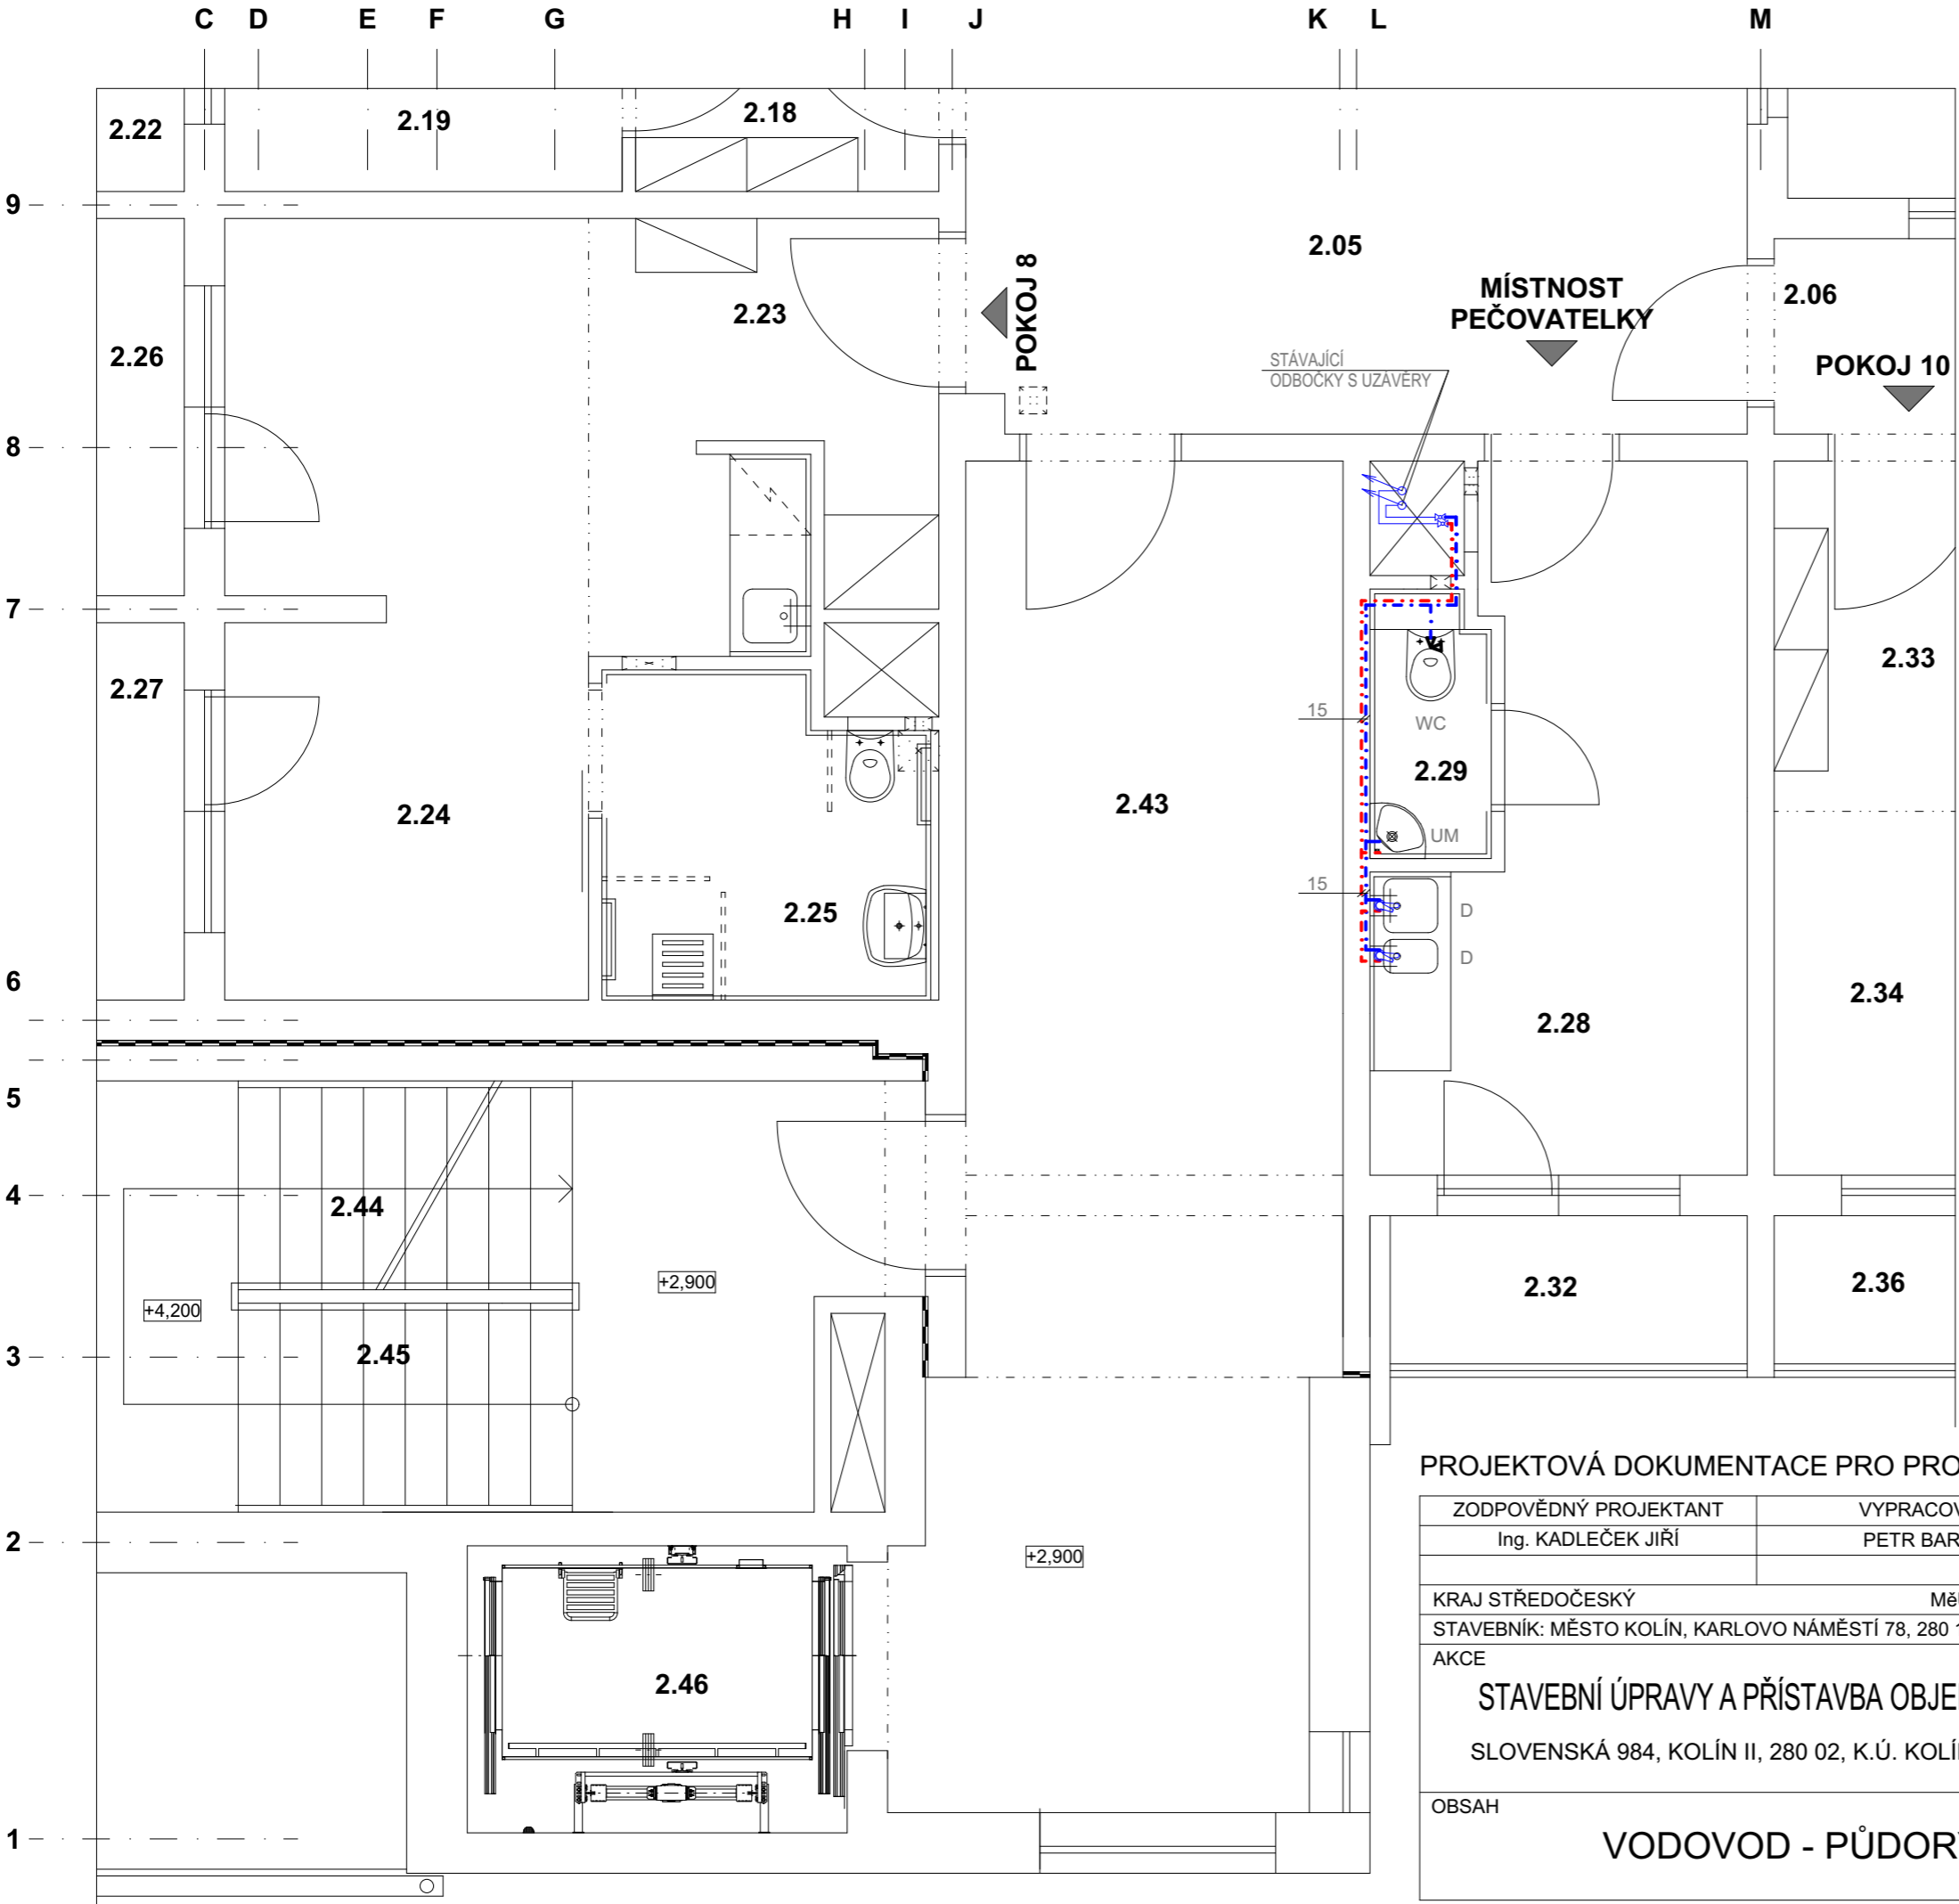 C D E F G H I J K L M
2.22
2.19
2.18
9
2.05
2.23
POKOJ 8
MÍSTNOST
PEČOVATELKY
2.06
2.26
STÁVAJÍCÍ
ODBOČKY S UZÁVĚRY
POKOJ 10
8
7
2.27
2.33
15
WC
2.29
2.43
2.24
UM
15
2.25
D
D
6
2.34
2.28
5
4
2.44
+2,900
2.32
2.36
+4,200
3
2.45
PROJEKTOVÁ DOKUMENTACE PRO PRO
ZODPOVĚDNÝ PROJEKTANT VYPRACOV
2
Ing. KADLEČEK JIŘÍ PETR BAR
+2,900
KRAJ STŘEDOČESKÝ
STAVEBNÍK: MĚSTO KOLÍN, KARLOVO NÁMĚSTÍ 78, 280 1
AKCE
2.46
STAVEBNÍ ÚPRAVY A PŘÍSTAVBA OBJE
SLOVENSKÁ 984, KOLÍN II, 280 02, K.Ú. KOLÍ
OBSAH
1
VODOVOD - PŮDOR